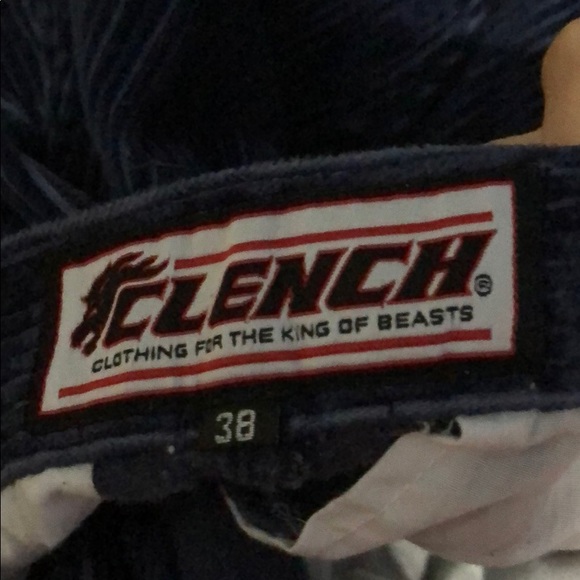 CLENCH®
CLOTHING FOR THE KING OF BEASTS
38